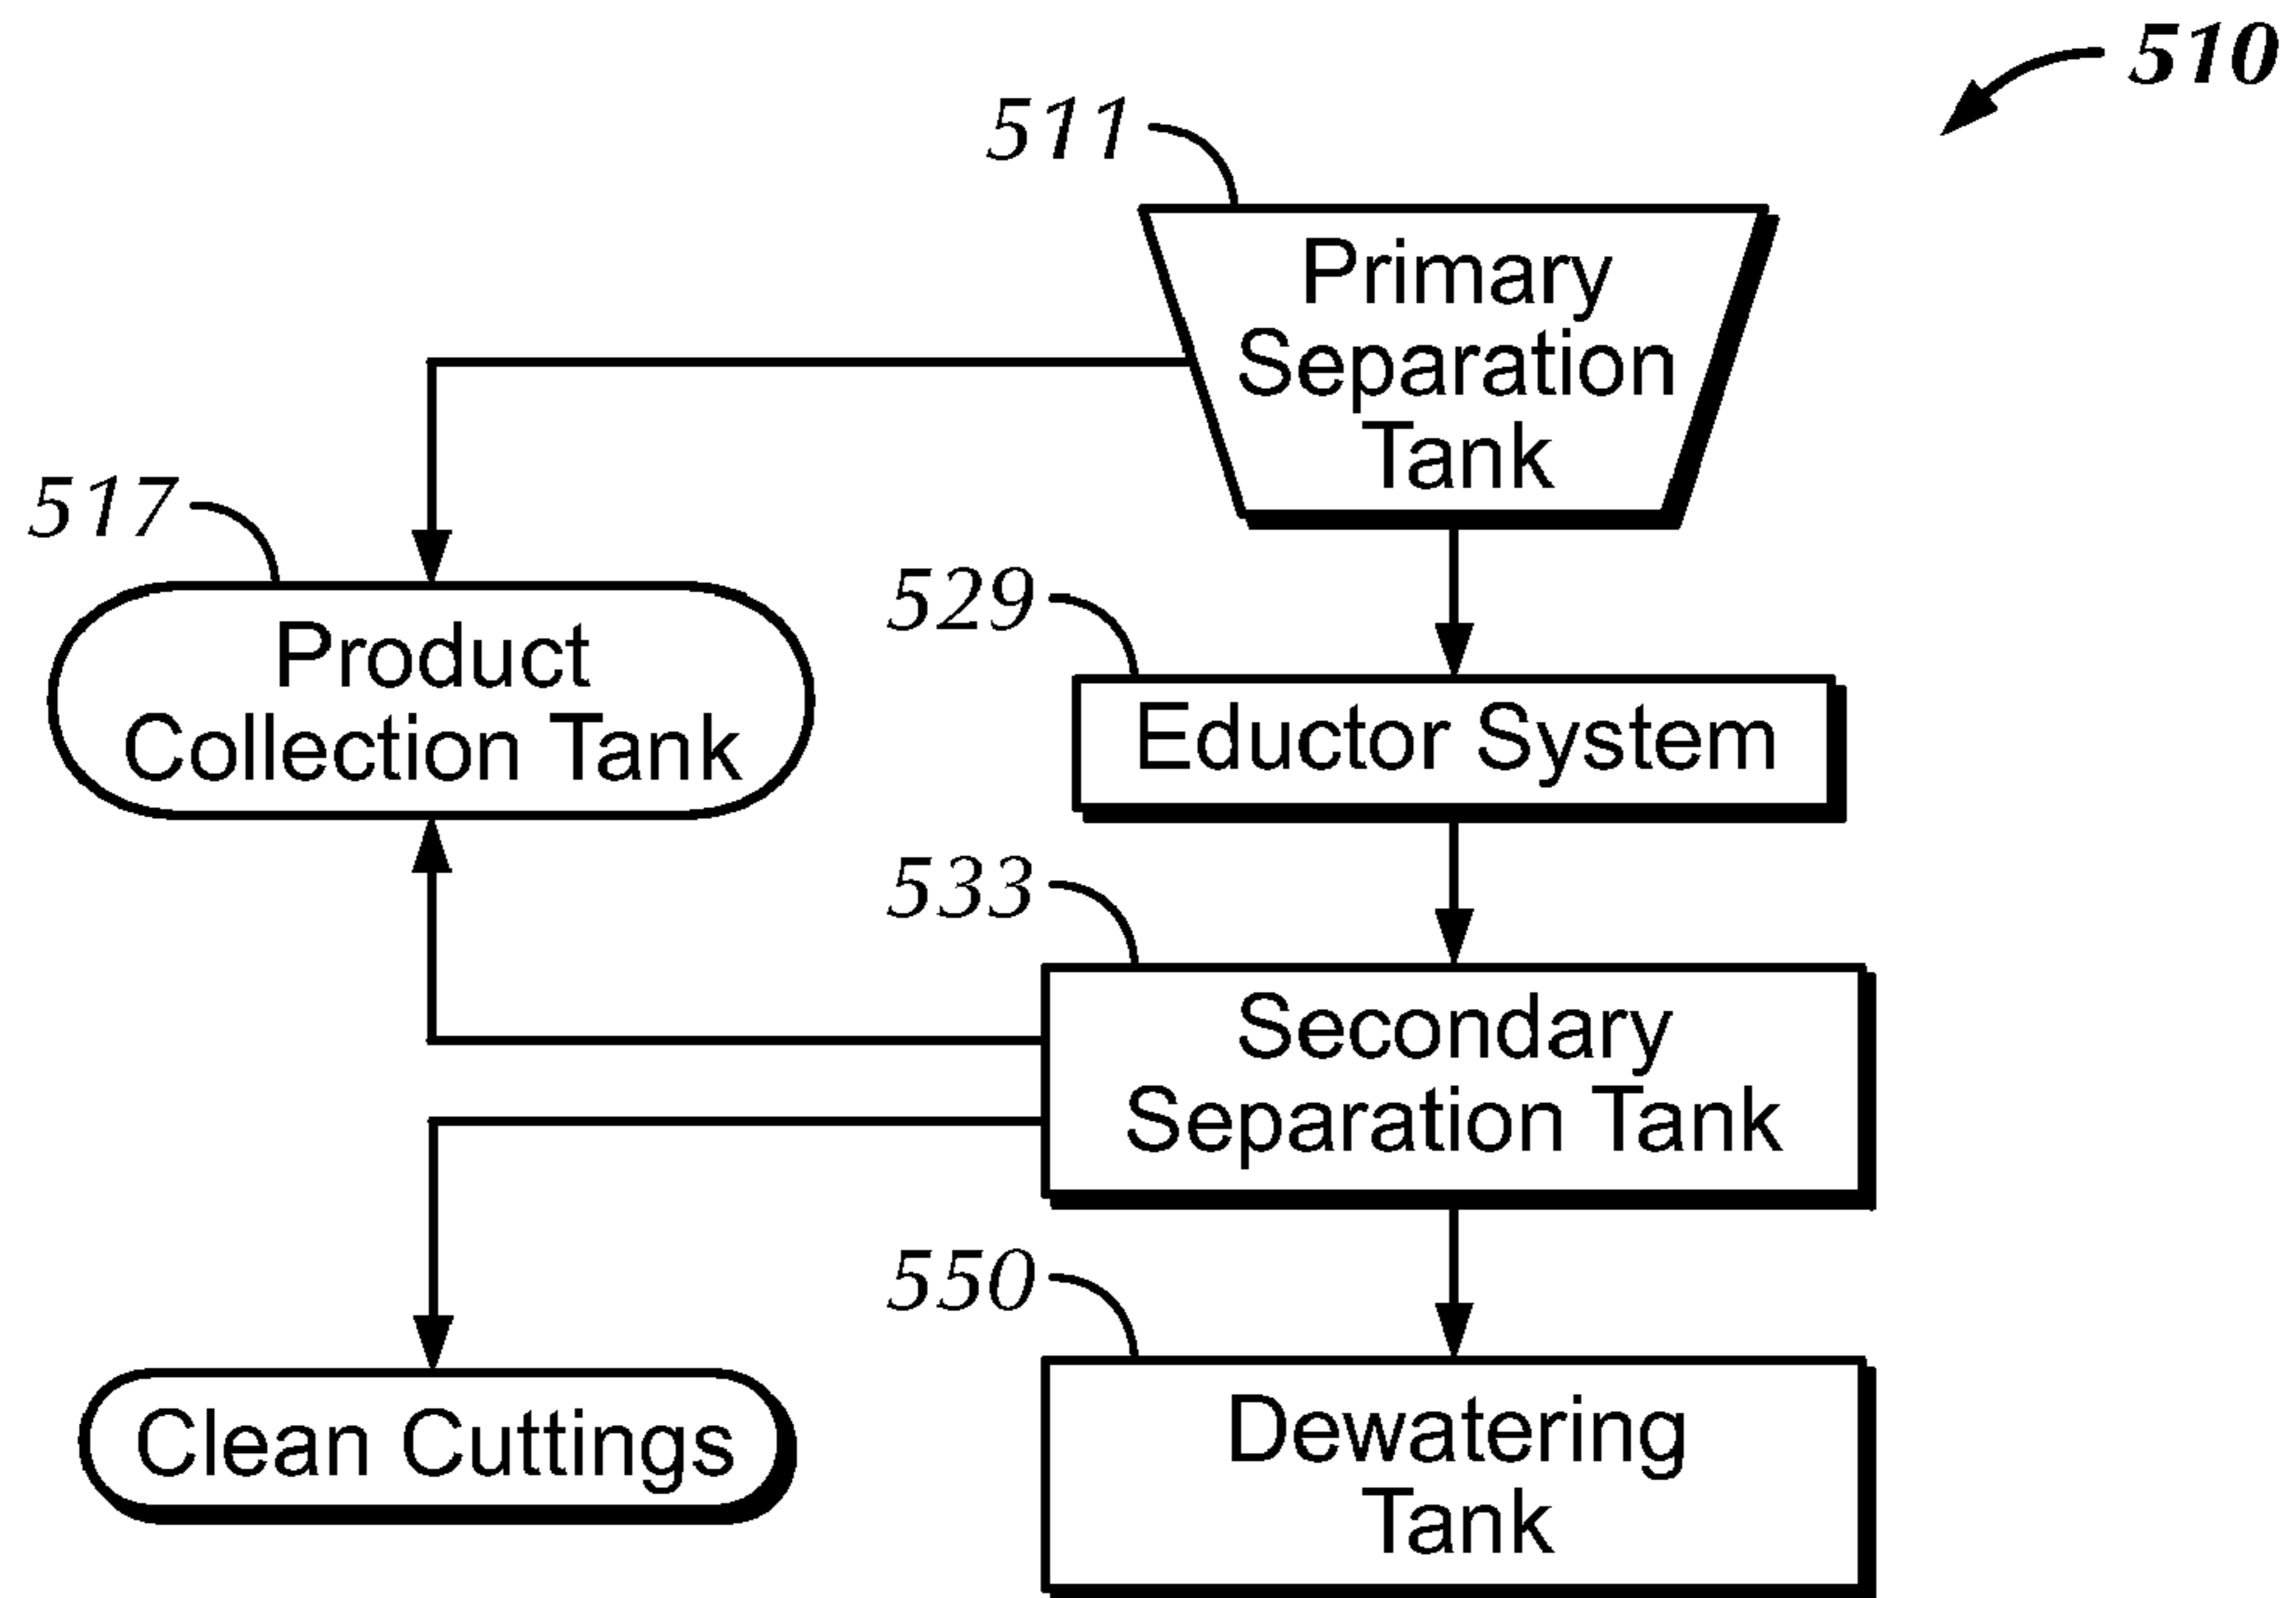 510
511
Primary
Separation
Tank
517
Product
Collection Tank
529
Eductor System
533
Secondary
Separation Tank
550
Clean Cuttings
Dewatering
Tank